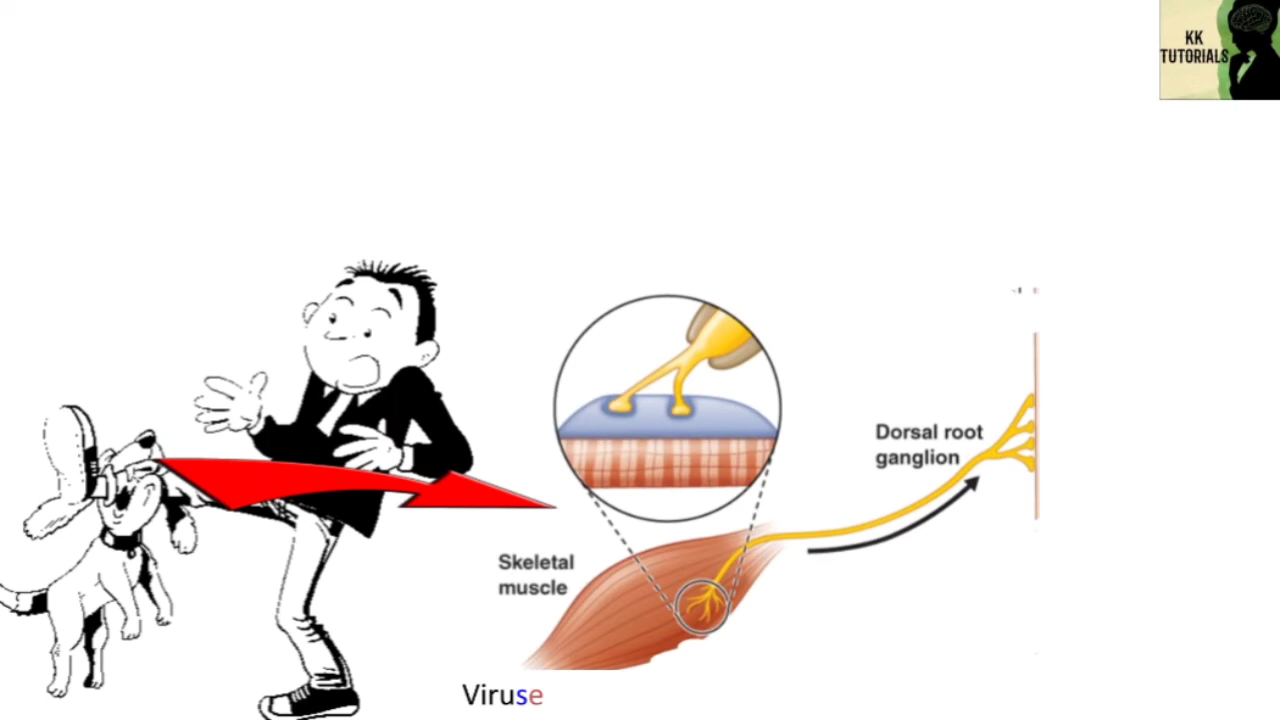 KK
TUTORIALS
Dorsal root
ganglion
Skeletal
muscle
Viruse